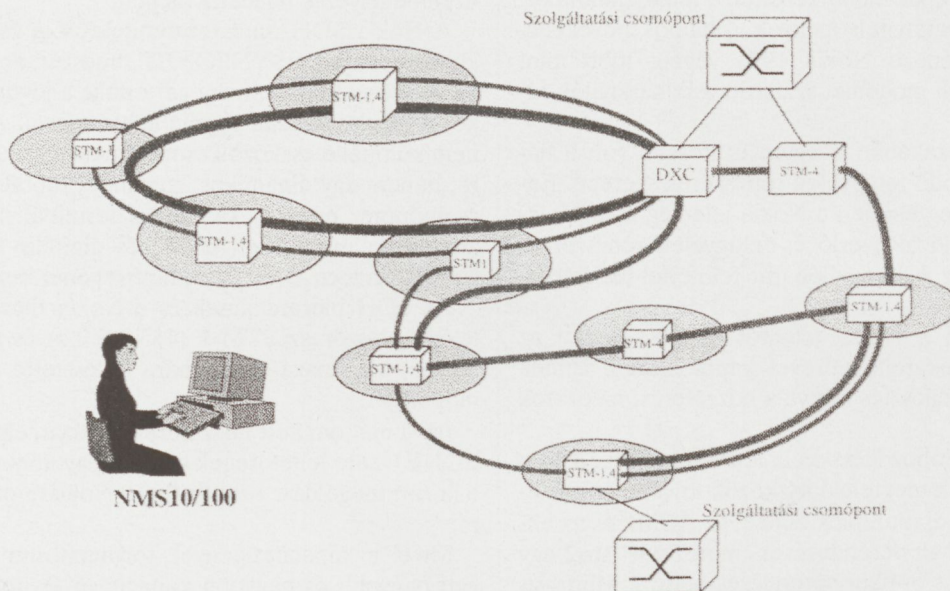 Szolgáltatási csomópont
STM-1,4
STM-1
DXC
STM-4
STM-1,4
STM1
STM-1,4
STM-4
STM-1,4
STM-1,4
NMS10/100
Szolgáltatási csomópont